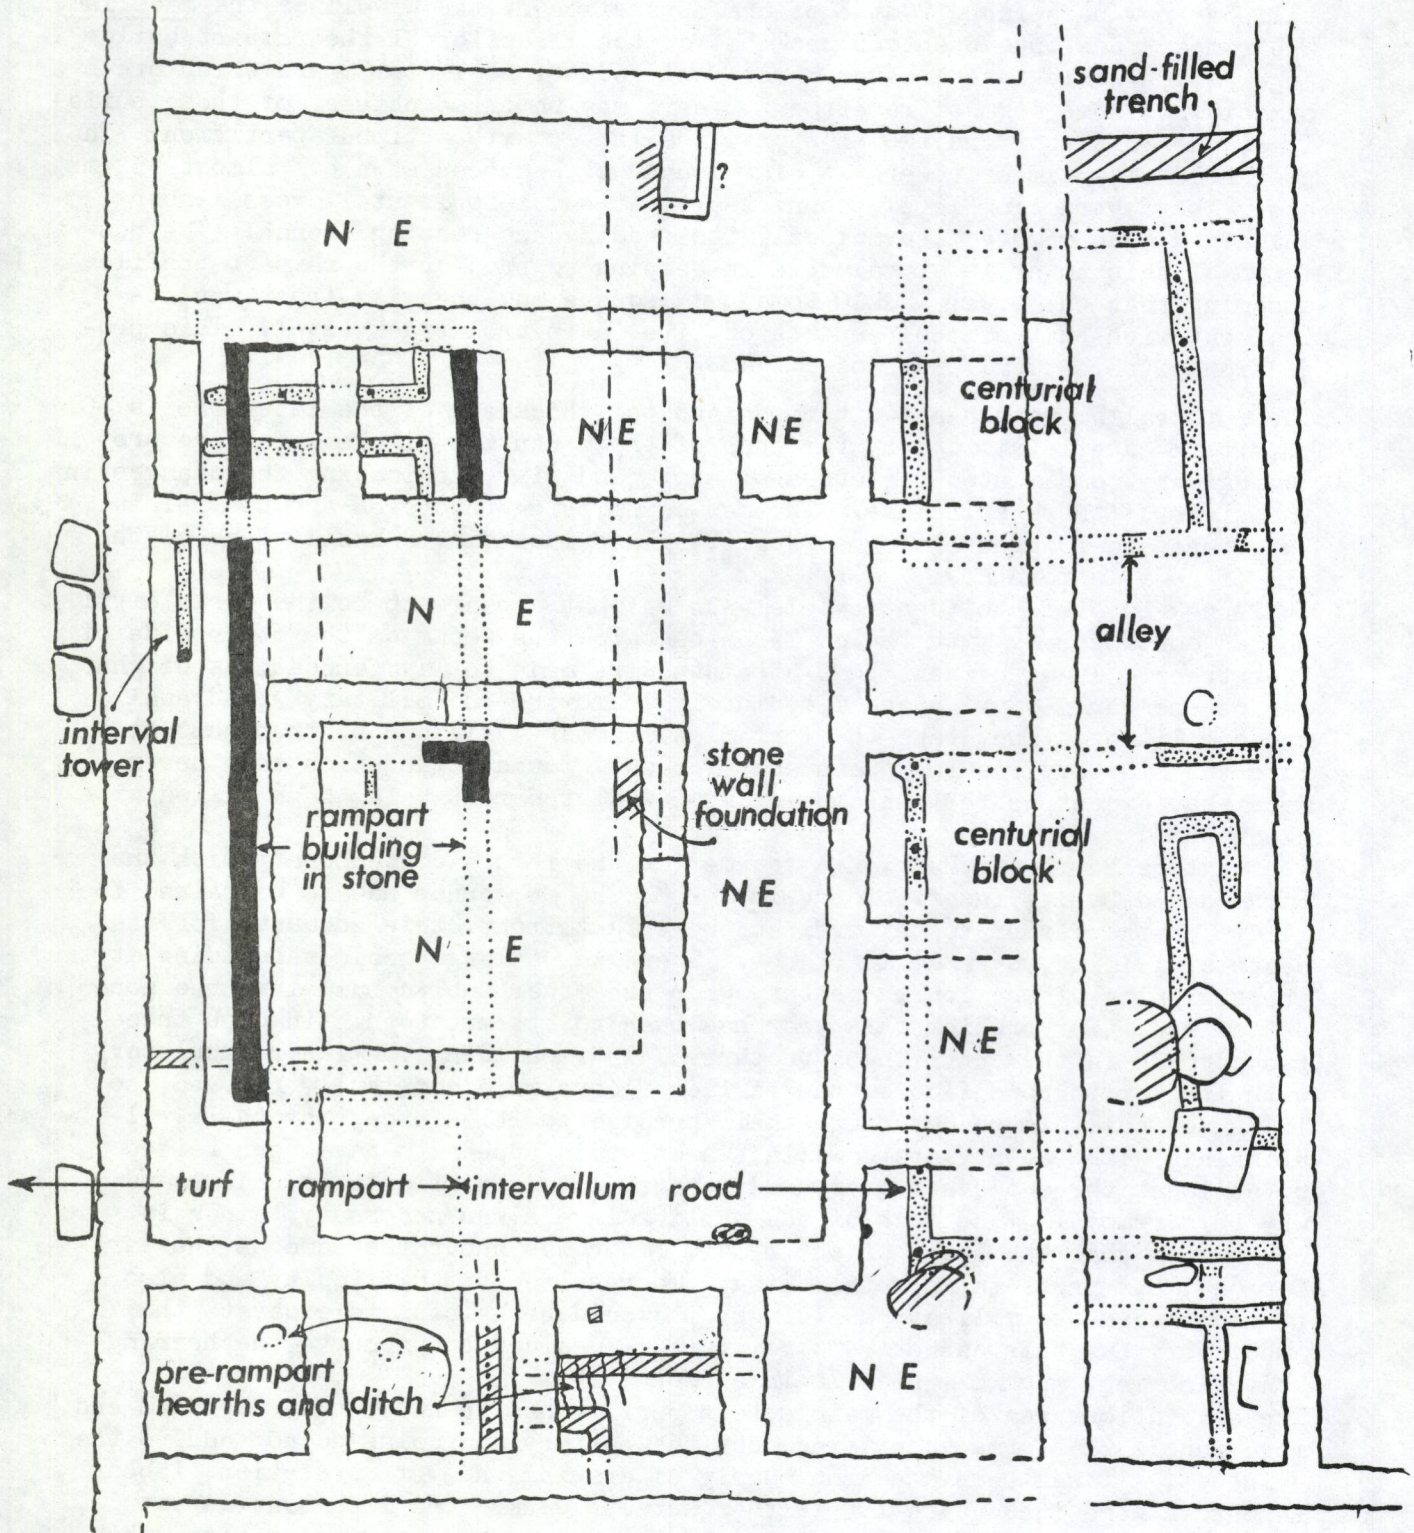 sand-filled
trench
?
N E
centurial
block
N E
N E
N E
alley
interval
tower
stone
wall
foundation
rampart
building
in stone
centurial
block
N E
N E
N E
turf rampart intervallum road
pre-rampart
hearths and ditch
N E